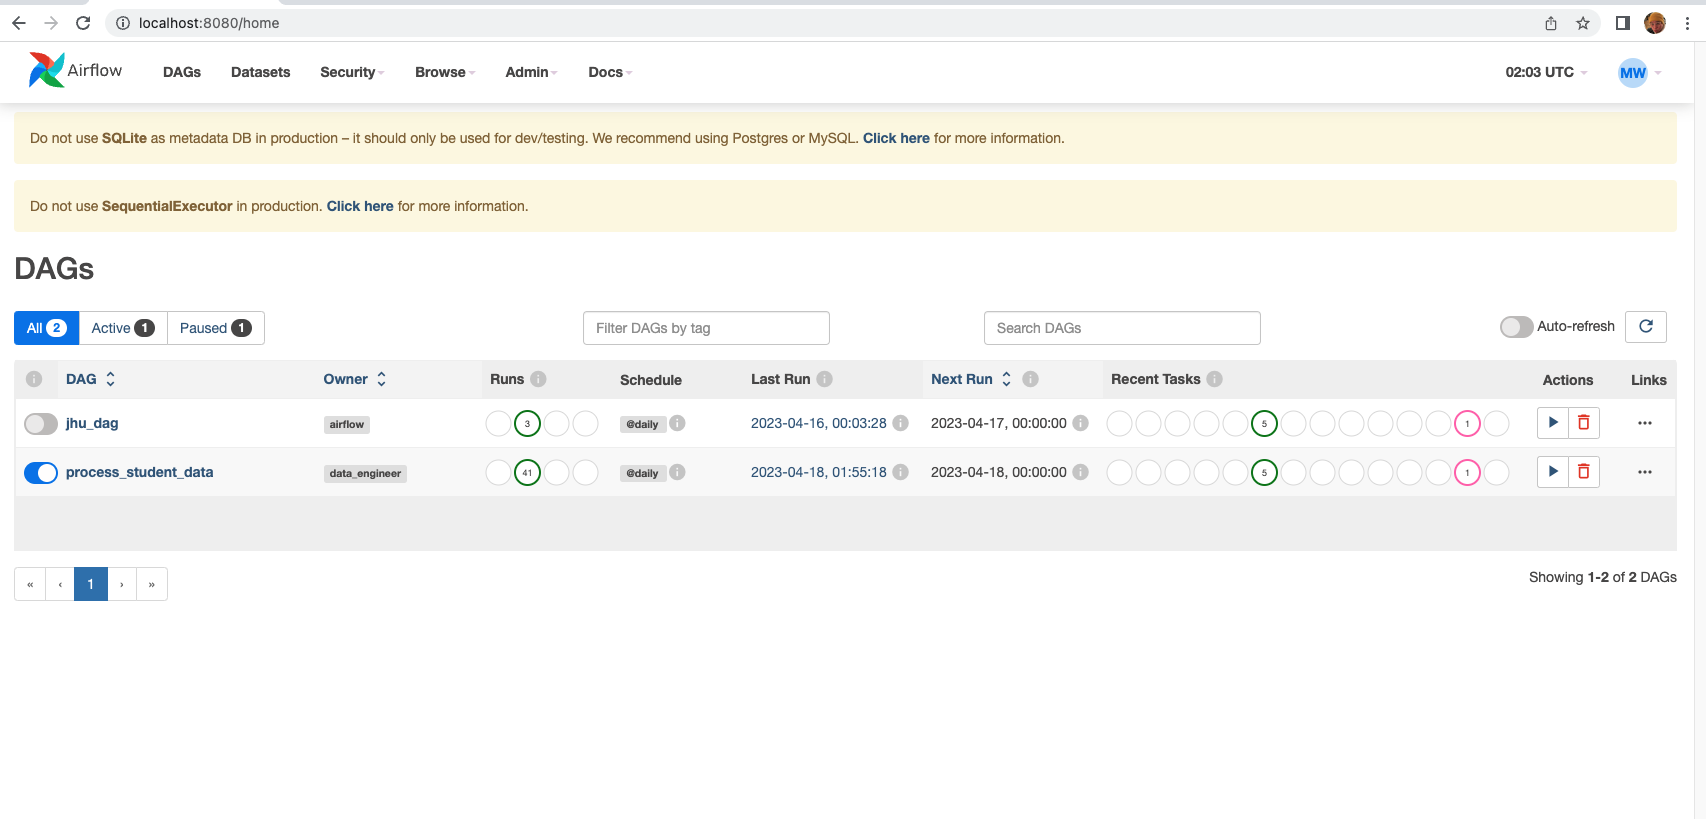 localhost:8080/home
Airflow DAGs Datasets Security Browse Admin Docs 02:03 UTC MW
Do not use SQLite as metadata DB in production – it should only be used for dev/testing. We recommend using Postgres or MySQL. Click here for more information.
Do not use SequentialExecutor in production. Click here for more information.
DAGs
All 2 Active 1 Paused 1 Filter DAGs by tag Search DAGs Auto-refresh
DAG Owner Runs Schedule Last Run Next Run Recent Tasks Actions Links
jhu_dag airflow 3 @daily 2023-04-16, 00:03:28 2023-04-17, 00:00:00 5 1
process_student_data data_engineer 41 @daily 2023-04-18, 01:55:18 2023-04-18, 00:00:00 5 1
« ‹ 1 › » Showing 1-2 of 2 DAGs